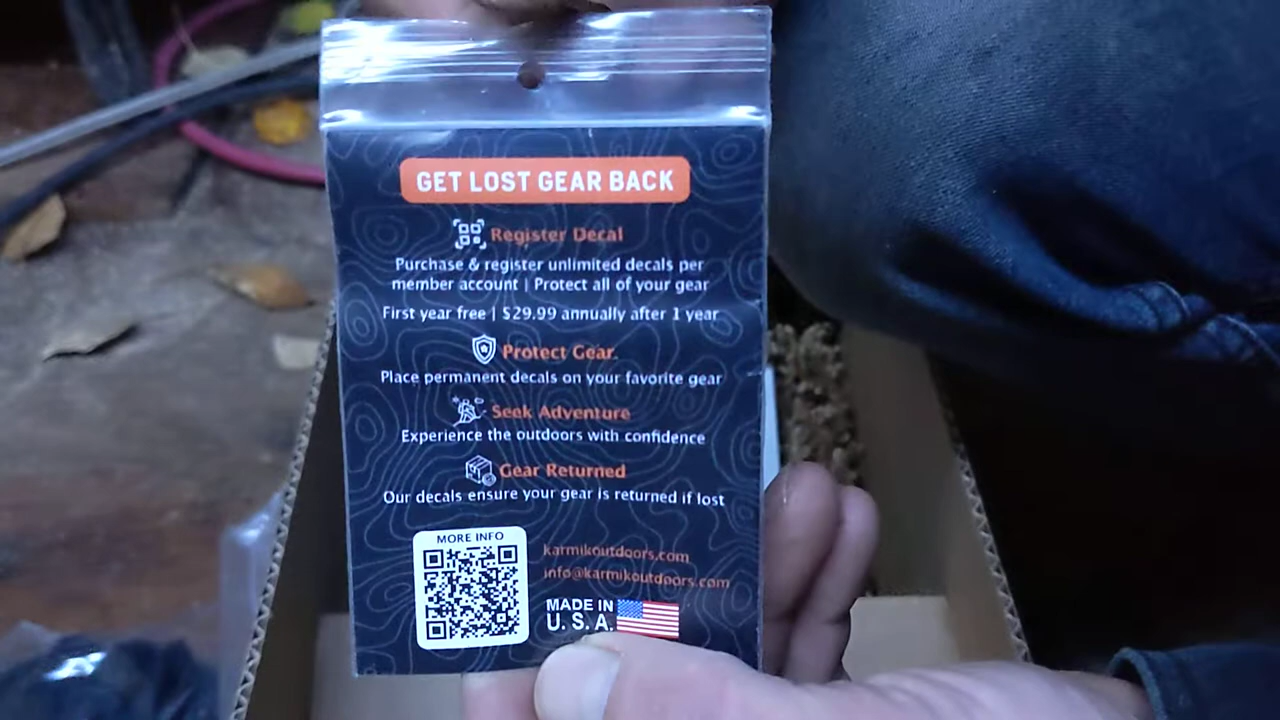 GET LOST GEAR BACK
Register Decal
Purchase & register unlimited decals per
member account | Protect all of your gear
First year free | $29.99 annually after 1 year
Protect Gear.
Place permanent decals on your favorite gear
Seek Adventure
Experience the outdoors with confidence
Gear Returned
Our decals ensure your gear is returned if lost
MORE INFO
karmikoutdoors.com
info@karmikoutdoors.com
MADE IN
U. S. A.